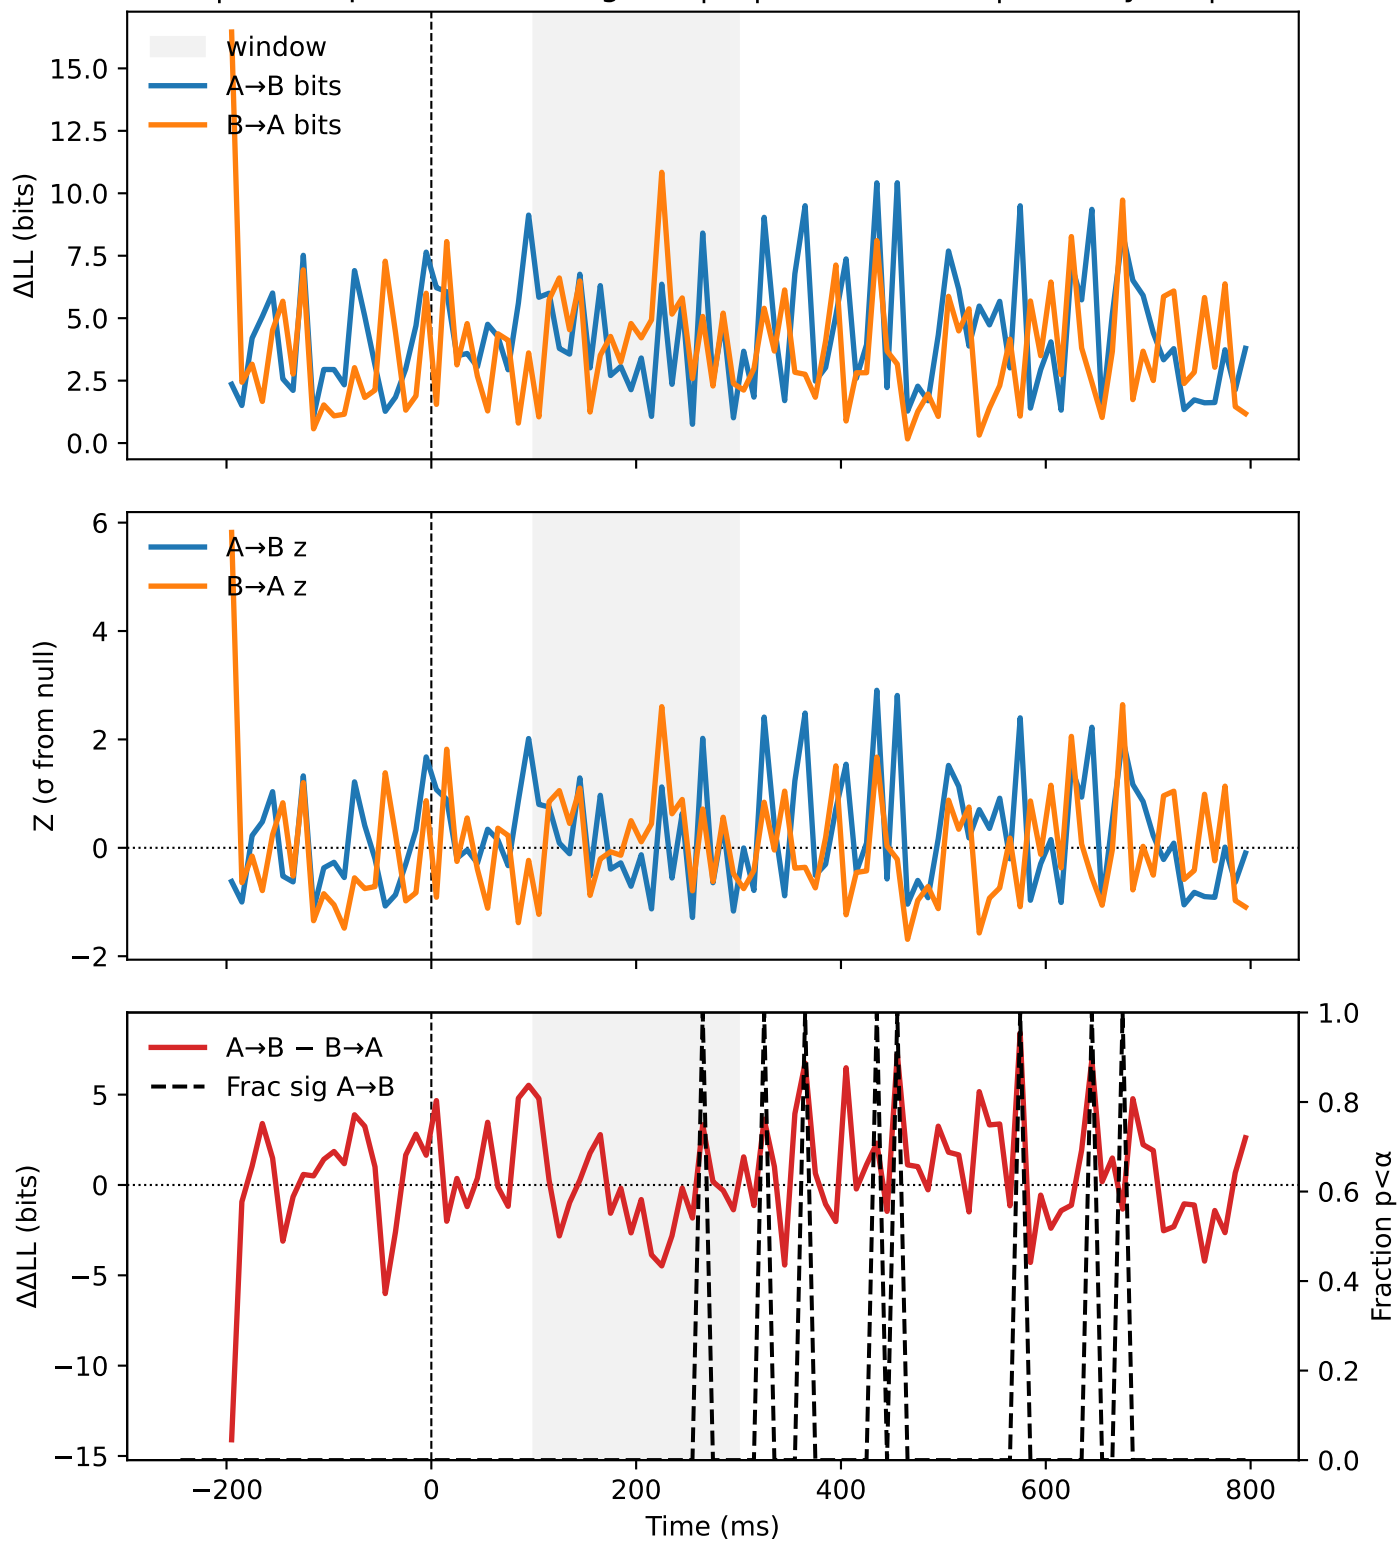 15.0
12.5
10.0
7.5
5.0
2.5
0.0
ΔLL (bits)
window
A→B bits
B→A bits
6
4
2
0
−2
Z (σ from null)
A→B z
B→A z
5
0
−5
−10
−15
ΔΔLL (bits)
A→B − B→A
Frac sig A→B
1.0
0.8
0.6
0.4
0.2
0.0
Fraction p<α
−200
0
200
400
600
800
Time (ms)